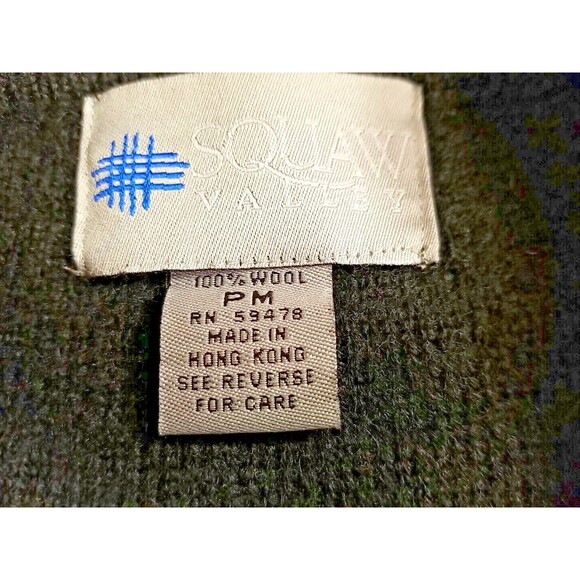 SQUAW
VALLEY
100% WOOL
PM
RN 59478
MADE IN
HONG KONG
SEE REVERSE
FOR CARE